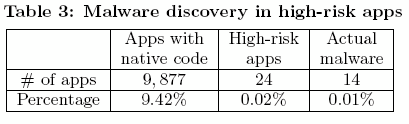 Table 3: Malware discovery in high-risk apps
Apps with native code High-risk apps Actual malware
# of apps 9,877 24 14
Percentage 9.42% 0.02% 0.01%